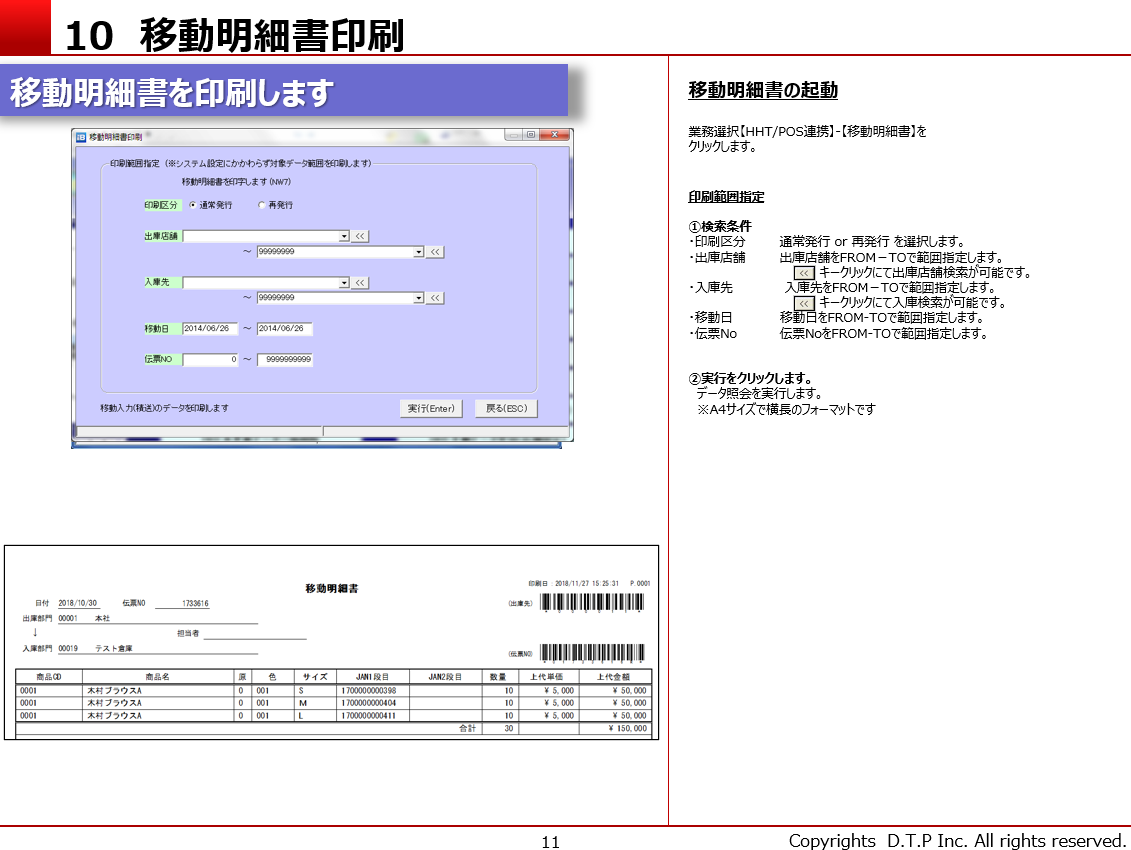 10 移動明細書印刷
移動明細書を印刷します
移動明細書印刷
印刷範囲指定（※システム設定にかかわらず対象データ範囲を印刷します）
移動明細書を印字します(NW7)
印刷区分 通常発行 再発行
出庫店舗 <<
～ 99999999 <<
入庫先 <<
～ 99999999 <<
移動日 2014/06/26 ～ 2014/06/26
伝票NO 0 ～ 9999999999
移動入力(積送)のデータを印刷します
実行(Enter) 戻る(ESC)
移動明細書
印刷日 :2018/11/27 15:25:31 P.0001
日付 2018/10/30 伝票NO 1733616
(出庫先)
出庫部門 00001 本社
↓
担当者
入庫部門 00019 テスト倉庫
(伝票NO)
商品CD 商品名 原 色 サイズ JAN1段目 JAN2段目 数量 上代単価 上代金額
0001 木村ブラウスA 0 001 S 1700000000398 10 ¥ 5,000 ¥ 50,000
0001 木村ブラウスA 0 001 M 1700000000404 10 ¥ 5,000 ¥ 50,000
0001 木村ブラウスA 0 001 L 1700000000411 10 ¥ 5,000 ¥ 50,000
合計 30 ¥ 150,000
移動明細書の起動
業務選択【HHT/POS連携】-【移動明細書】を
クリックします。
印刷範囲指定
①検索条件
・印刷区分 通常発行 or 再発行 を選択します。
・出庫店舗 出庫店舗をFROM－TOで範囲指定します。
<< キークリックにて出庫店舗検索が可能です。
・入庫先 入庫先をFROM－TOで範囲指定します。
<< キークリックにて入庫検索が可能です。
・移動日 移動日をFROM-TOで範囲指定します。
・伝票No 伝票NoをFROM-TOで範囲指定します。
②実行をクリックします。
データ照会を実行します。
※A4サイズで横長のフォーマットです
11
Copyrights D.T.P Inc. All rights reserved.